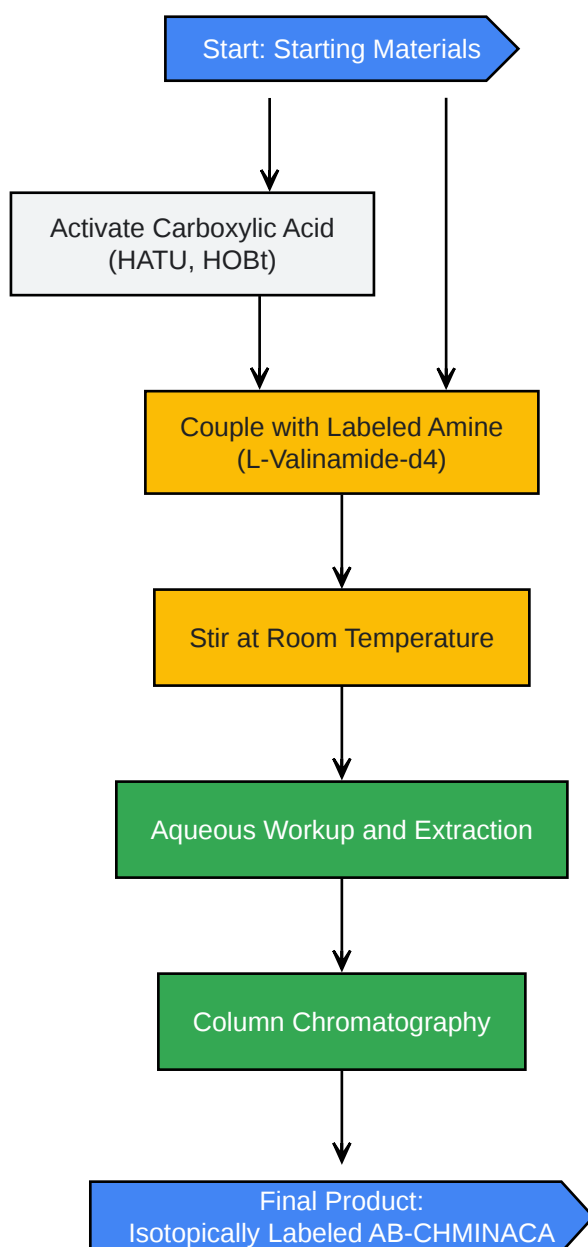 Start: Starting Materials
Activate Carboxylic Acid
(HATU, HOBt)
Couple with Labeled Amine
(L-Valinamide-d4)
Stir at Room Temperature
Aqueous Workup and Extraction
Column Chromatography
Final Product:
Isotopically Labeled AB-CHMINACA